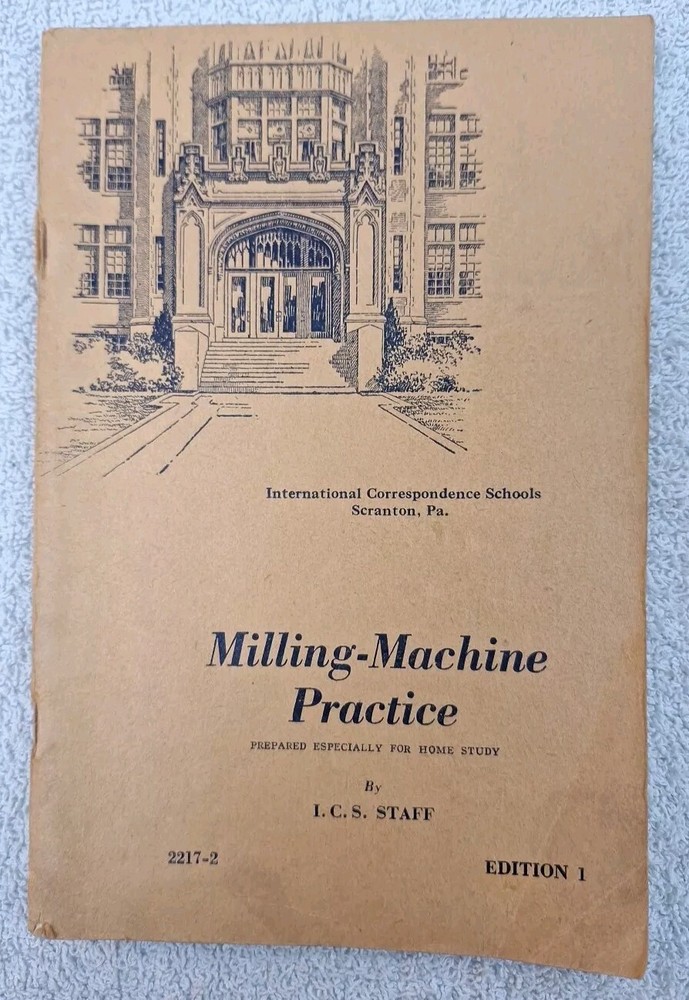 International Correspondence Schools
Scranton, Pa.
Milling-Machine
Practice
PREPARED ESPECIALLY FOR HOME STUDY
By
I. C. S. STAFF
2217-2
EDITION 1